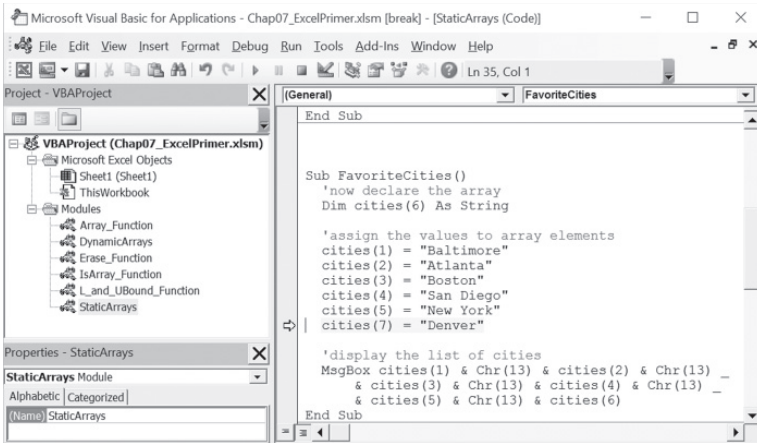 Microsoft Visual Basic for Applications - Chap07_ExcelPrimer.xlsm [break] - [StaticArrays (Code)]
File Edit View Insert Format Debug Run Tools Add-Ins Window Help
Ln 35, Col 1
Project - VBAProject
VBAProject (Chap07_ExcelPrimer.xlsm)
Microsoft Excel Objects
Sheet1 (Sheet1)
ThisWorkbook
Modules
Array_Function
DynamicArrays
Erase_Function
IsArray_Function
L_and_UBound_Function
StaticArrays
Properties - StaticArrays
StaticArrays Module
Alphabetic Categorized
(Name) StaticArrays
(General) FavoriteCities
End Sub
Sub FavoriteCities()
'now declare the array
Dim cities(6) As String
'assign the values to array elements
cities(1) = "Baltimore"
cities(2) = "Atlanta"
cities(3) = "Boston"
cities(4) = "San Diego"
cities(5) = "New York"
cities(7) = "Denver"
'display the list of cities
MsgBox cities(1) & Chr(13) & cities(2) & Chr(13) _
& cities(3) & Chr(13) & cities(4) & Chr(13) _
& cities(5) & Chr(13) & cities(6)
End Sub